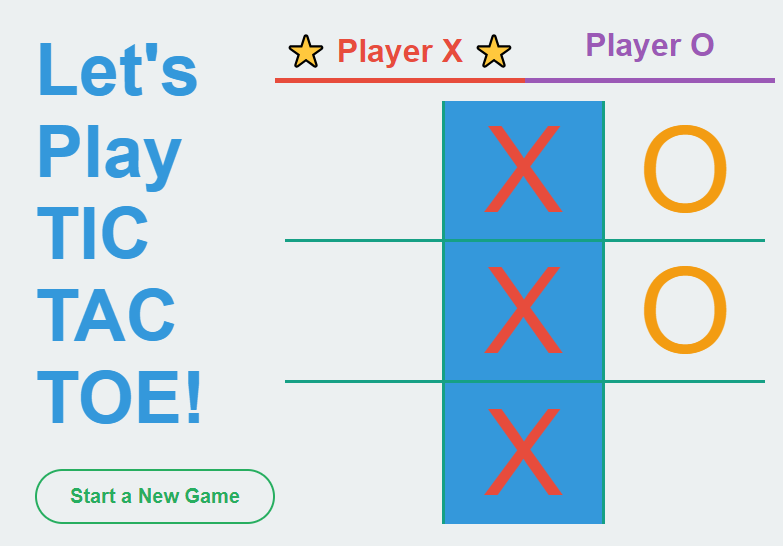 Let's
Play
TIC
TAC
TOE!
Start a New Game
Player X
Player O
X O
X O
X